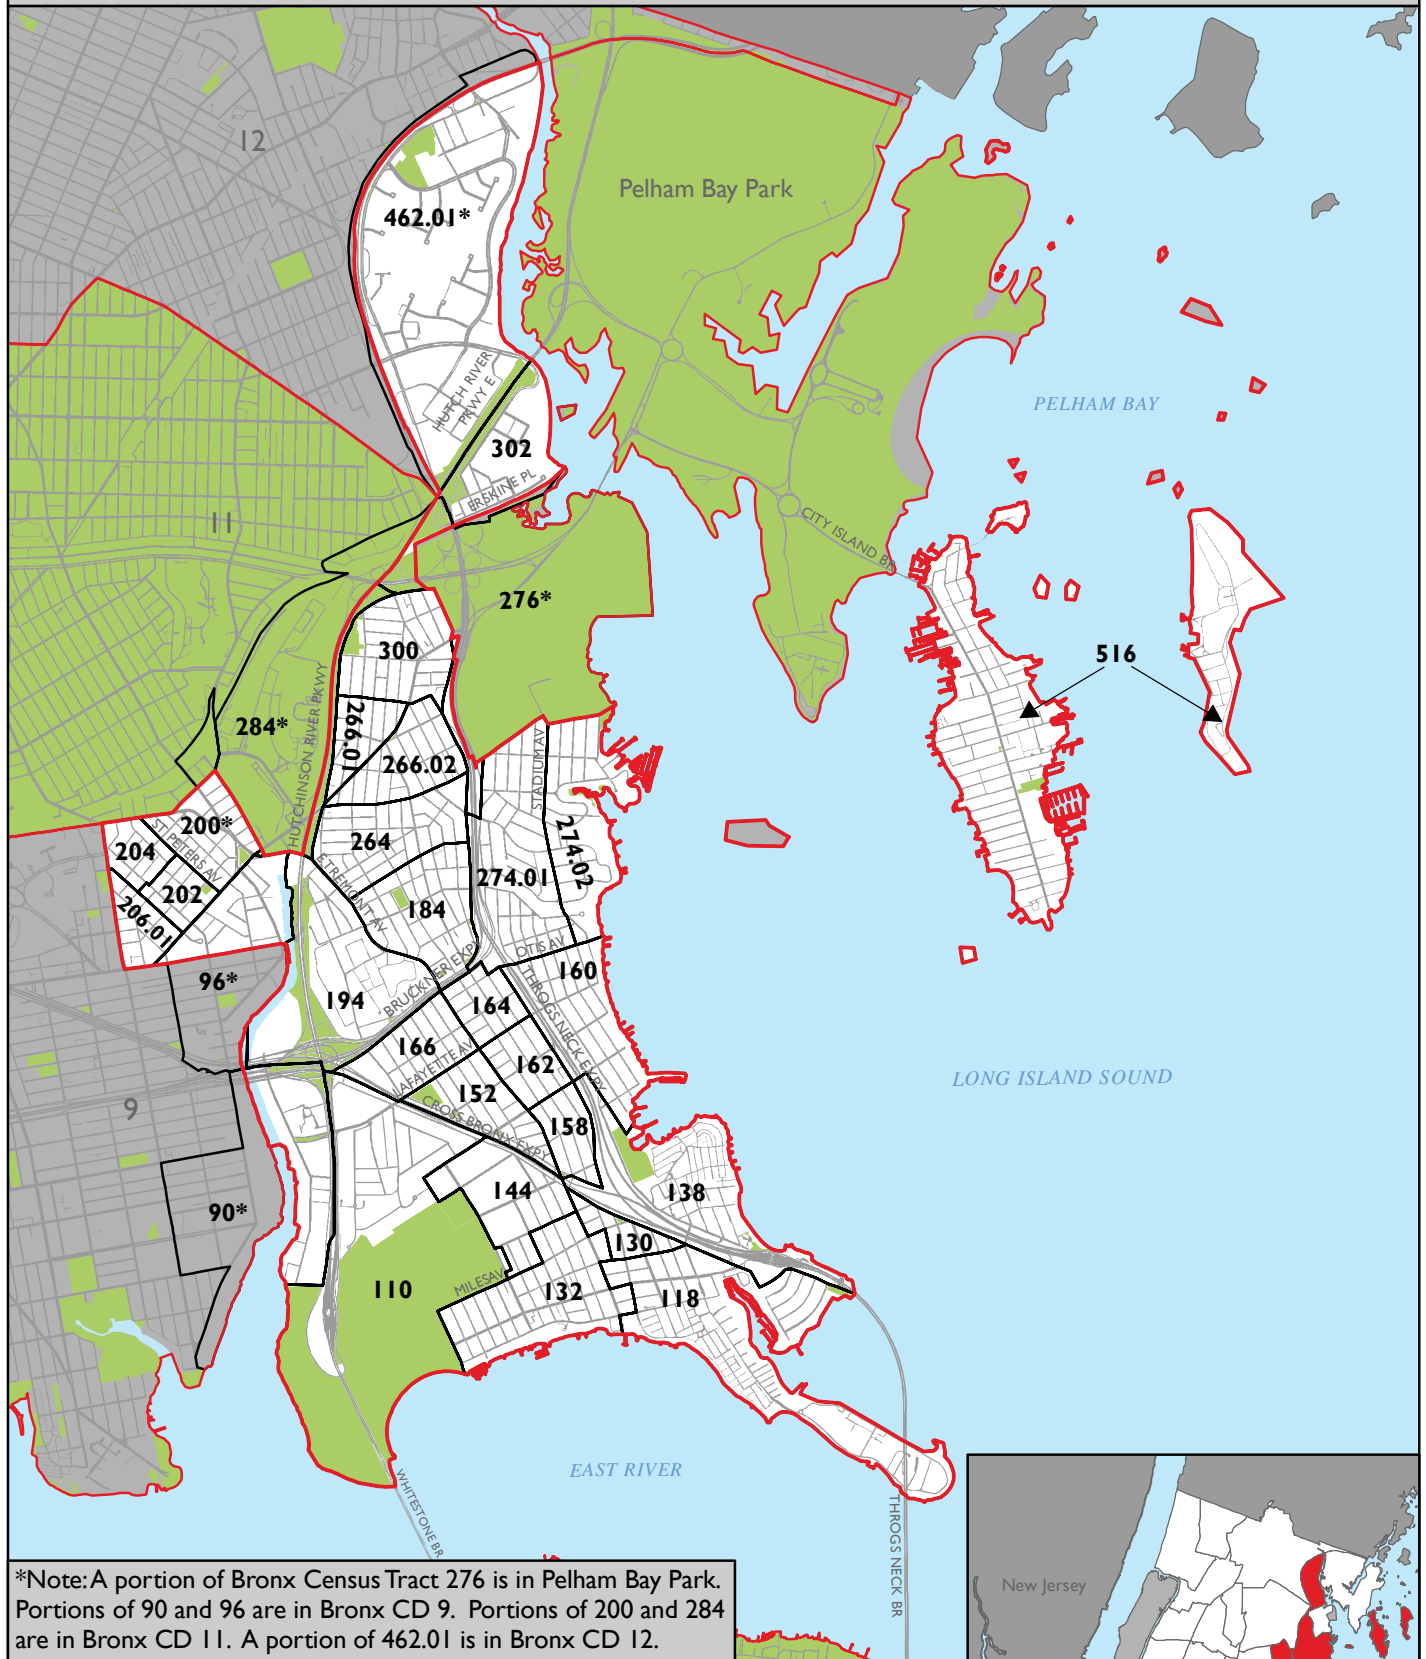 12
Pelham Bay Park
462.01*
HUTCH RIVER
PKWY E
PELHAM BAY
302
ERSKINE PL
11
CITY ISLAND BR
276*
300
516
HUTCHINSON RIVER PKWY
266.01
284*
266.02
STADIUM AV
200*
ST PETERS AV
264
204
274.02
E TREMONT AV
274.01
202
184
206.01
OTIS AV
BRUCKNER EXPY
160
96*
194
164
THROGS NECK EXPY
166
LAFAYETTE AV
162
LONG ISLAND SOUND
152
9
CROSS BRONX EXPY
158
144
138
90*
130
MILES AV
110
132
118
EAST RIVER
WHITESTONE BR
THROGS NECK BR
New Jersey
*Note: A portion of Bronx Census Tract 276 is in Pelham Bay Park.
Portions of 90 and 96 are in Bronx CD 9. Portions of 200 and 284
are in Bronx CD 11. A portion of 462.01 is in Bronx CD 12.